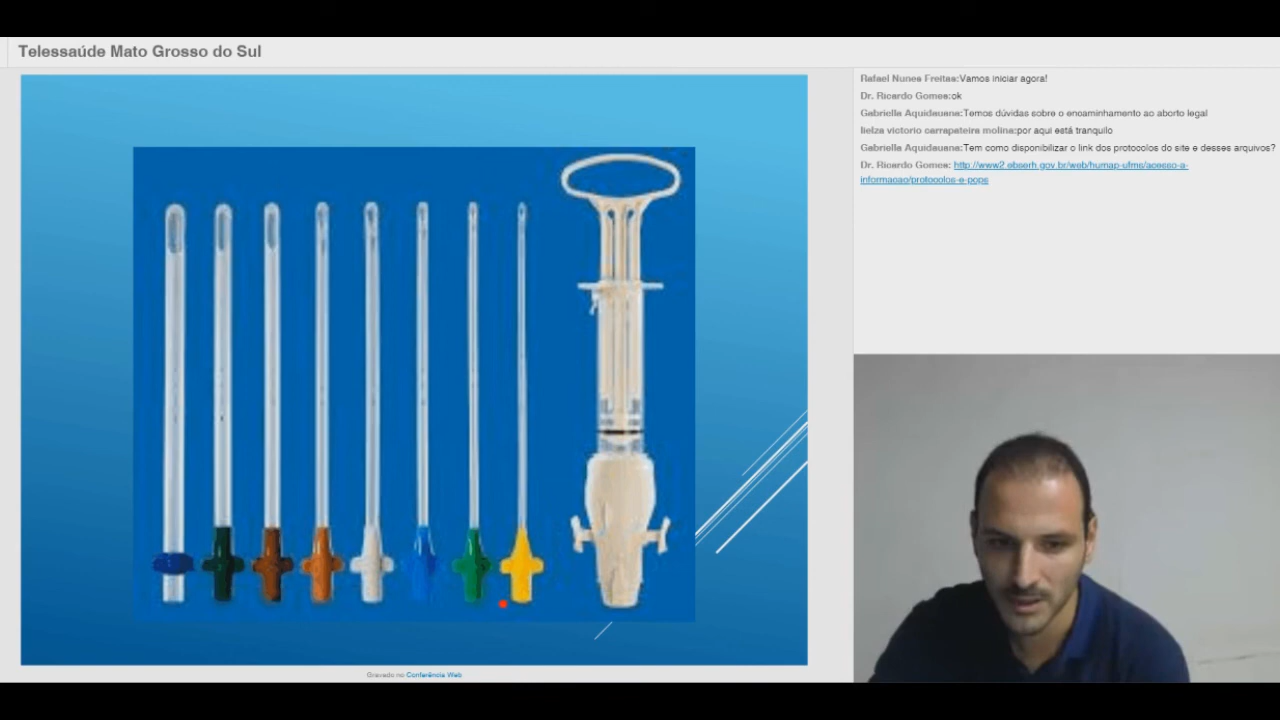 Telessaúde Mato Grosso do Sul
Rafael Nunes Freitas:Vamos iniciar agora!
Dr. Ricardo Gomes:ok
Gabriella Aquidauana:Temos dúvidas sobre o encaminhamento ao aborto legal
lielza victorio carrapateira molina:por aqui está tranquilo
Gabriella Aquidauana:Tem como disponibilizar o link dos protocolos do site e desses arquivos?
Dr. Ricardo Gomes: http://www2.ebserh.gov.br/web/humap-ufms/acesso-a-
informacao/protocolos-e-pops
Gravado no Conferência Web